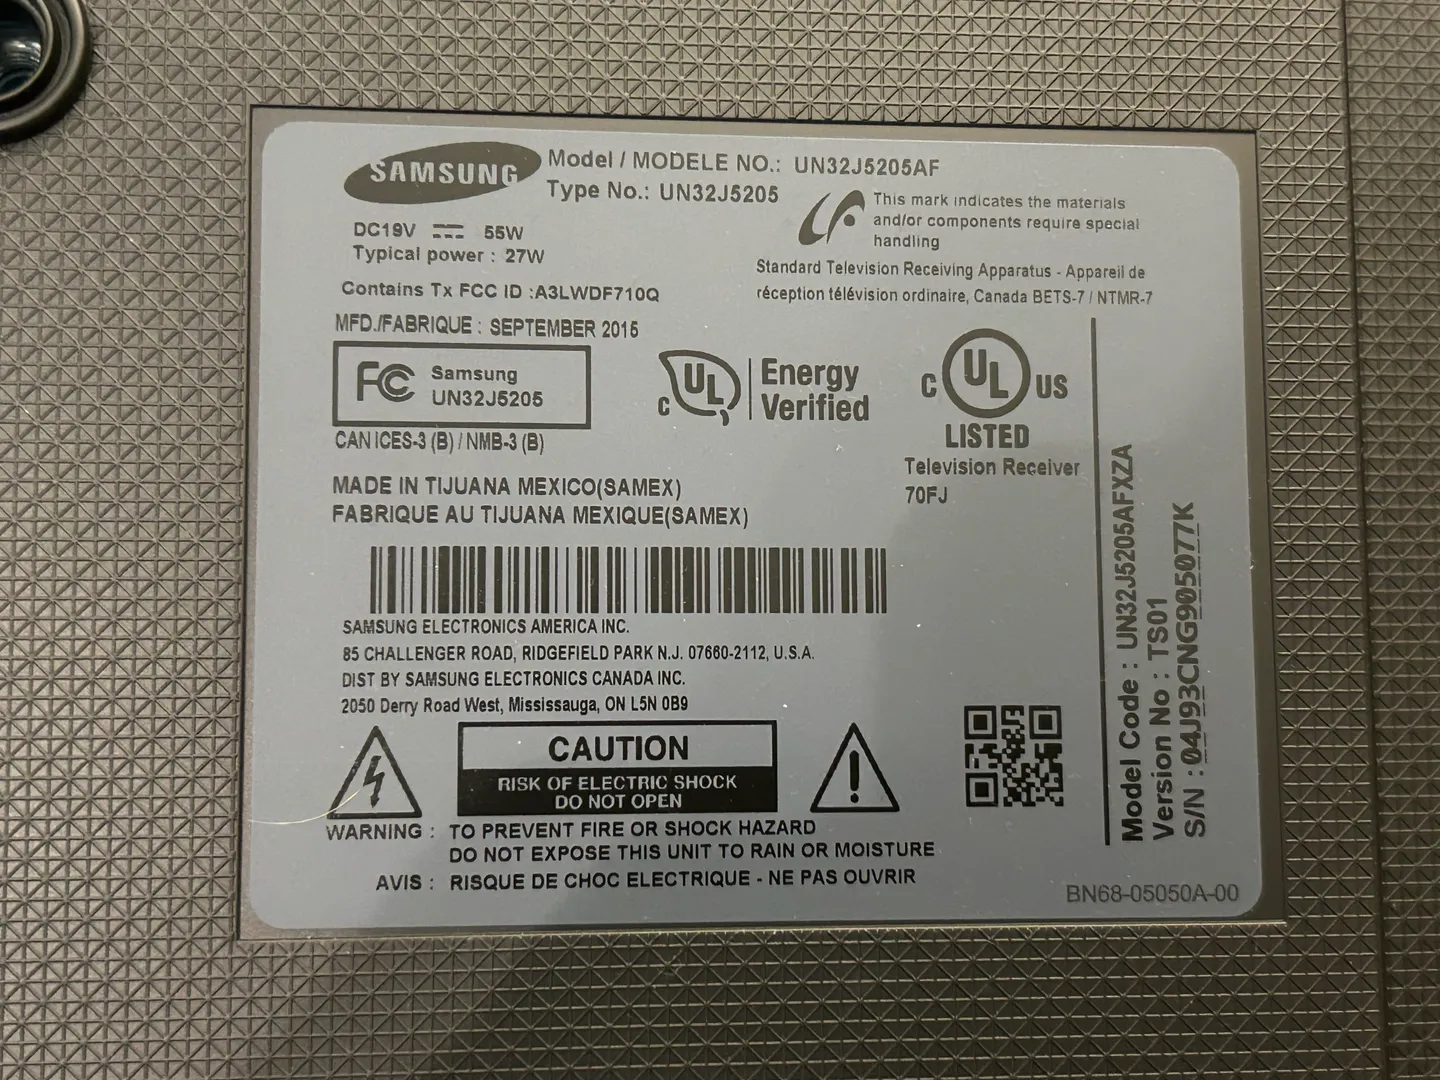 SAMSUNG
Model / MODELE NO.: UN32J5205AF
Type No.: UN32J5205
DC19V 55W
Typical power : 27W
This mark indicates the materials
and/or components require special
handling
Contains Tx FCC ID :A3LWDF710Q
Standard Television Receiving Apparatus - Appareil de
réception télévision ordinaire, Canada BETS-7 / NTMR-7
MFD./FABRIQUE : SEPTEMBER 2015
FC Samsung
UN32J5205
CAN ICES-3 (B) / NMB-3 (B)
C UL Energy
Verified
C UL US
LISTED
Television Receiver
70FJ
MADE IN TIJUANA MEXICO(SAMEX)
FABRIQUE AU TIJUANA MEXIQUE(SAMEX)
SAMSUNG ELECTRONICS AMERICA INC.
85 CHALLENGER ROAD, RIDGEFIELD PARK N.J. 07660-2112, U.S.A.
DIST BY SAMSUNG ELECTRONICS CANADA INC.
2050 Derry Road West, Mississauga, ON L5N 0B9
CAUTION
RISK OF ELECTRIC SHOCK
DO NOT OPEN
WARNING : TO PREVENT FIRE OR SHOCK HAZARD
DO NOT EXPOSE THIS UNIT TO RAIN OR MOISTURE
AVIS : RISQUE DE CHOC ELECTRIQUE - NE PAS OUVRIR
Model Code : UN32J5205AFXZA
Version No : TS01
S/N : 04J93CNG905077K
BN68-05050A-00